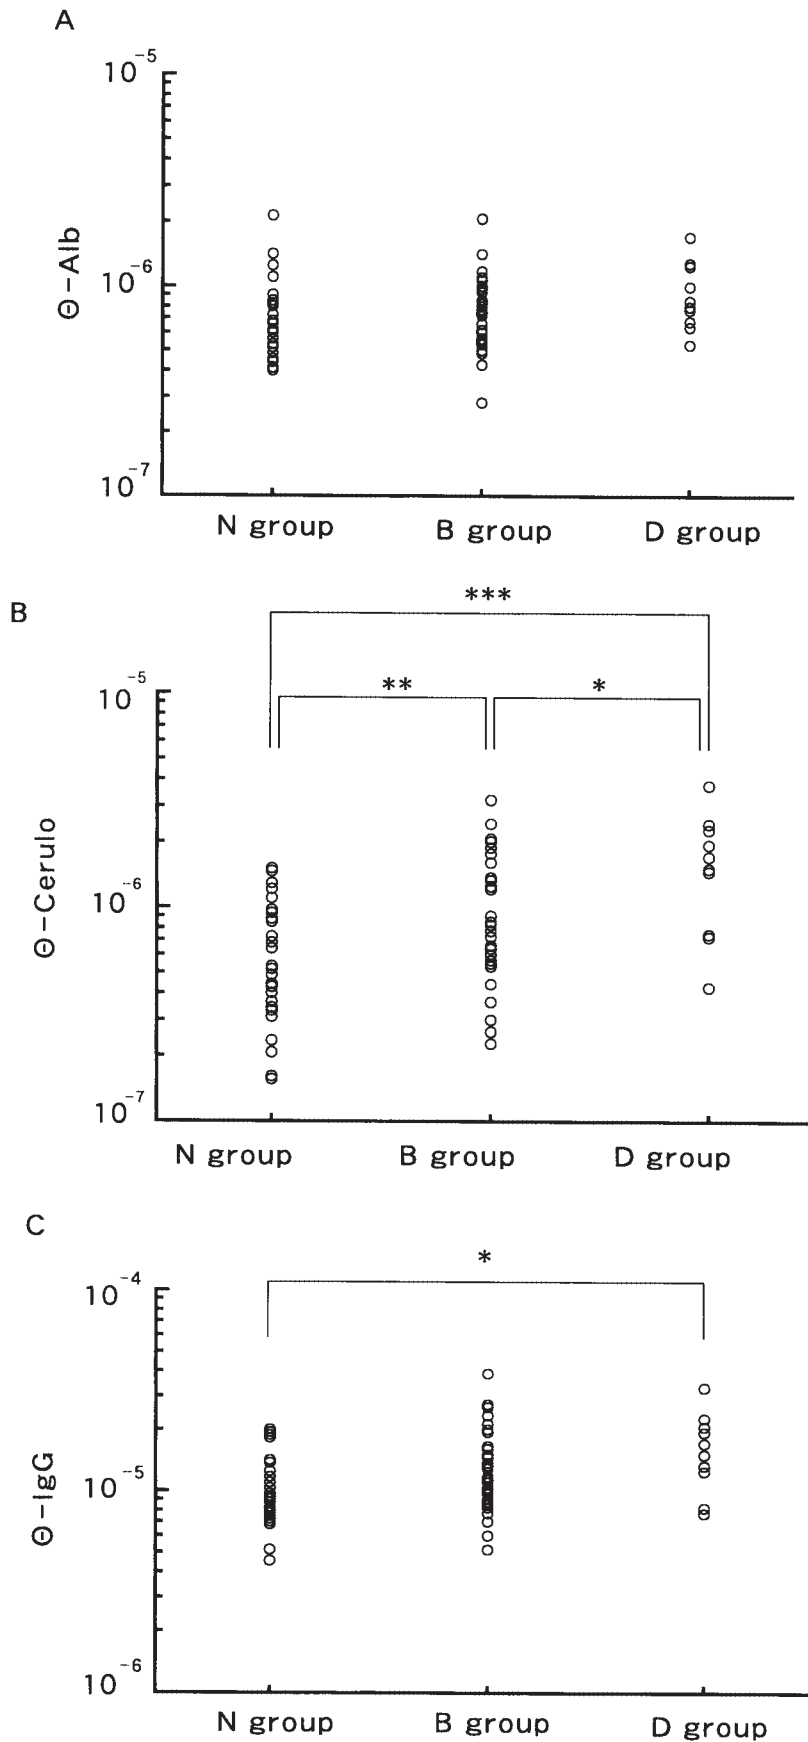 A
10⁻⁵
10⁻⁶
10⁻⁷
Θ-Alb
N group B group D group
B
***
** *
10⁻⁵
10⁻⁶
10⁻⁷
Θ-Cerulo
N group B group D group
C
*
10⁻⁴
10⁻⁵
10⁻⁶
Θ-IgG
N group B group D group